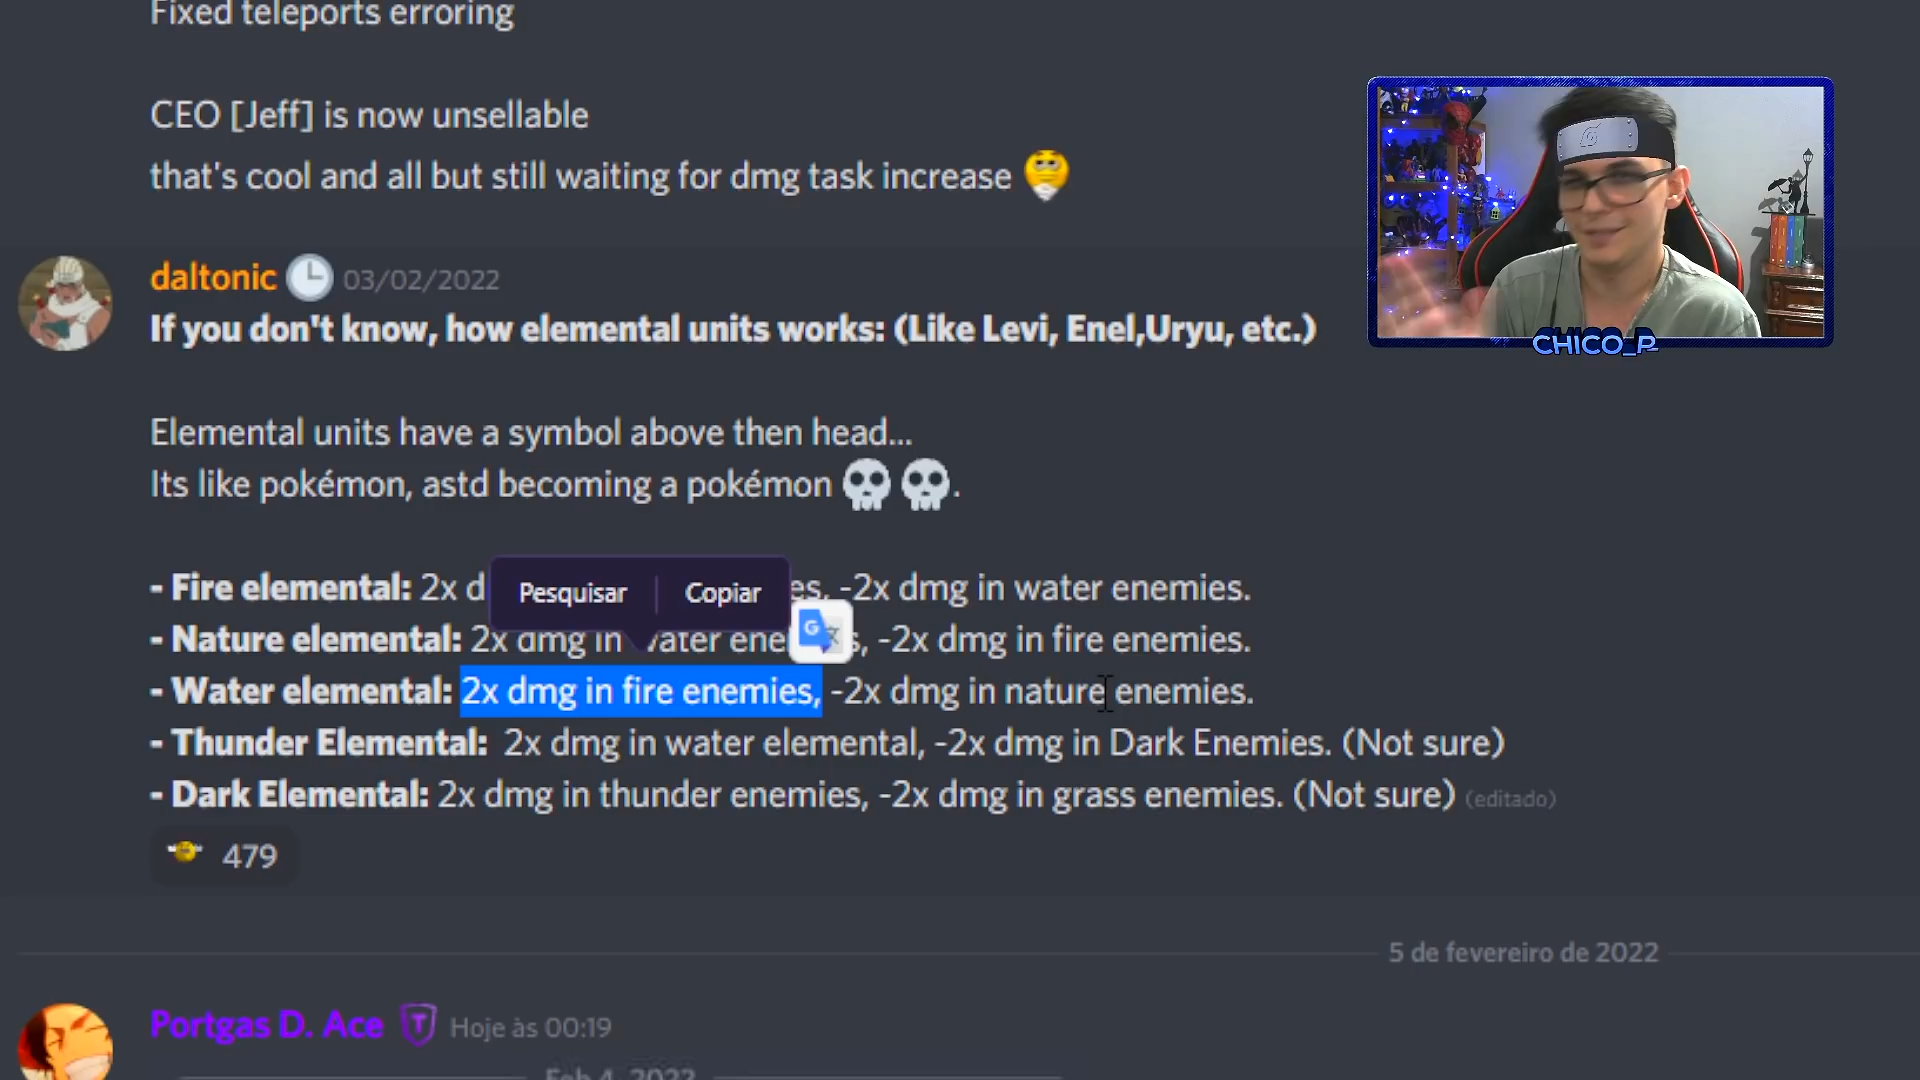 Fixed teleports erroring
CEO [Jeff] is now unsellable
that's cool and all but still waiting for dmg task increase
CHICO_P
daltonic 03/02/2022
If you don't know, how elemental units works: (Like Levi, Enel,Uryu, etc.)
Elemental units have a symbol above then head...
Its like pokémon, astd becoming a pokémon .
- Fire elemental: 2x es, -2x dmg in water enemies.
Pesquisar Copiar
- Nature elemental: 2x dmg in water ene s, -2x dmg in fire enemies.
- Water elemental: 2x dmg in fire enemies, -2x dmg in nature enemies.
- Thunder Elemental: 2x dmg in water elemental, -2x dmg in Dark Enemies. (Not sure)
- Dark Elemental: 2x dmg in thunder enemies, -2x dmg in grass enemies. (Not sure) (editado)
479
5 de fevereiro de 2022
Portgas D. Ace T Hoje às 00:19
Feb 4, 2022